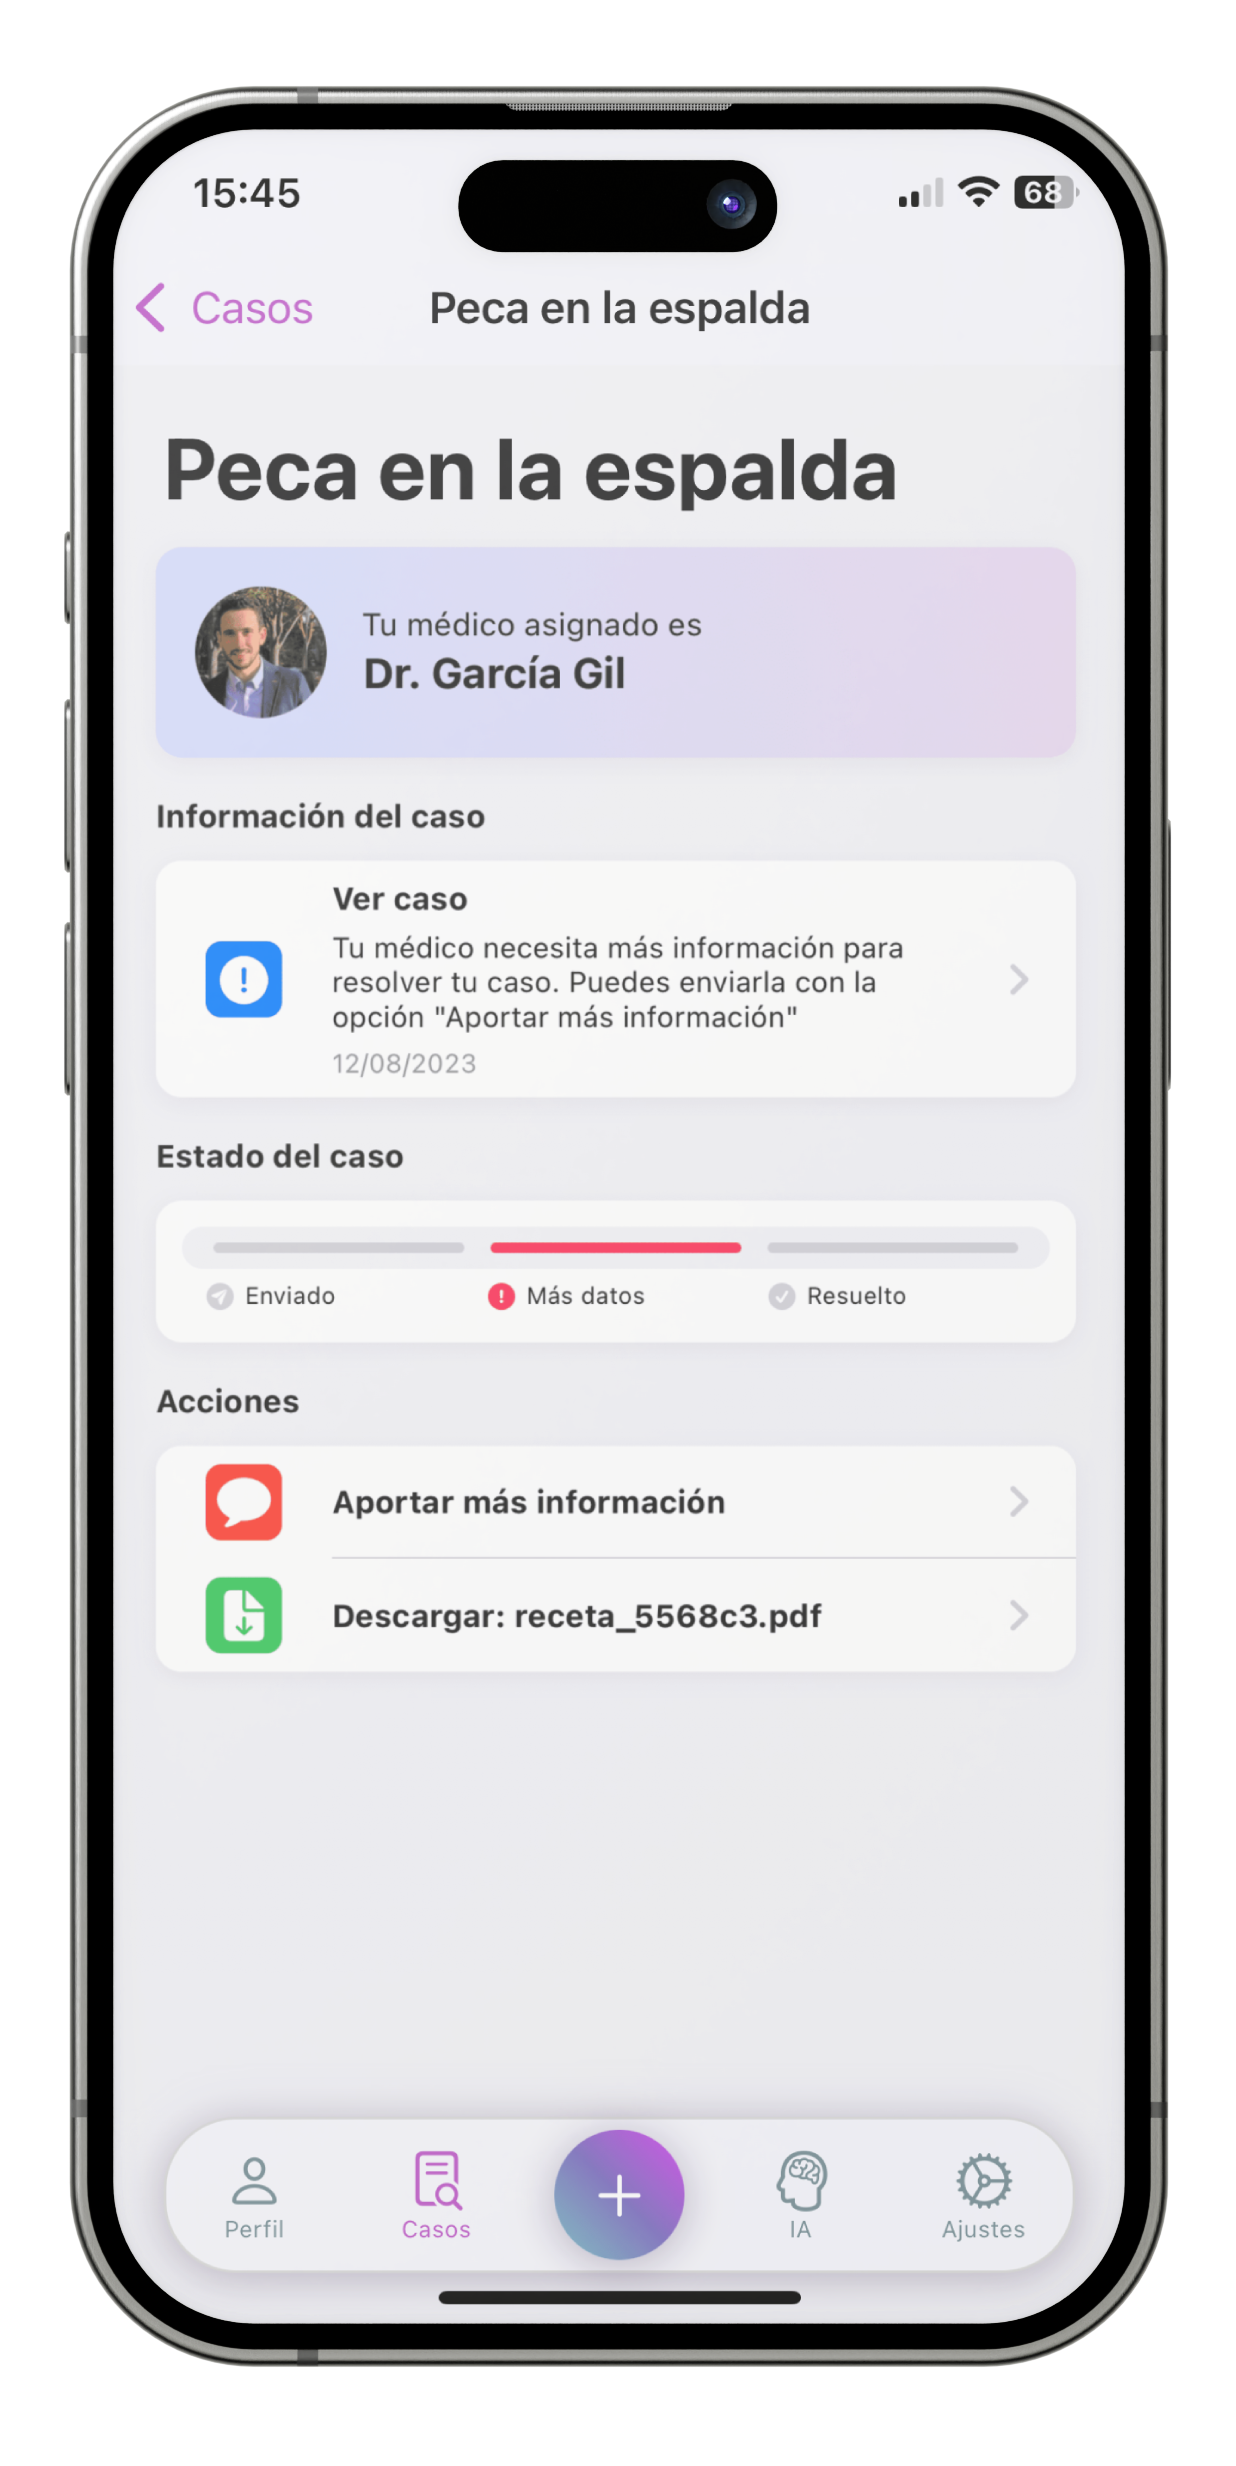 15:45
68
Casos
Peca en la espalda
Peca en la espalda
Tu médico asignado es
Dr. García Gil
Información del caso
Ver caso
Tu médico necesita más información para
resolver tu caso. Puedes enviarla con la
opción "Aportar más información"
12/08/2023
Estado del caso
Enviado
Más datos
Resuelto
Acciones
Aportar más información
Descargar: receta_5568c3.pdf
Perfil
Casos
IA
Ajustes